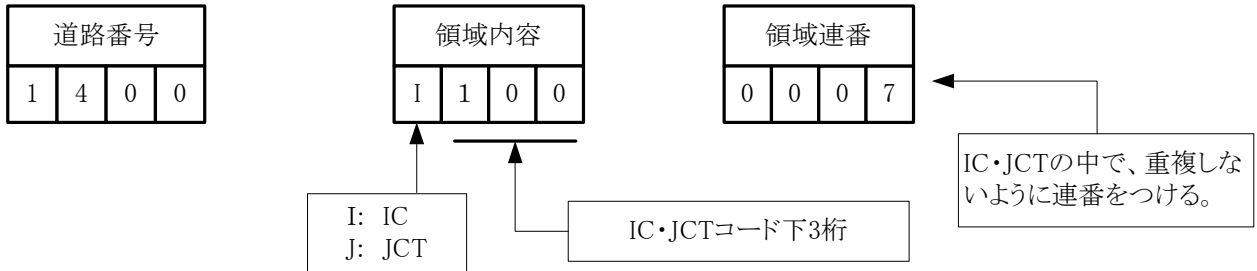 道路番号
1 4 0 0
領域内容
I 1 0 0
領域連番
0 0 0 7
IC・JCTの中で、重複しな
いように連番をつける。
I: IC
J: JCT
IC・JCTコード下3桁